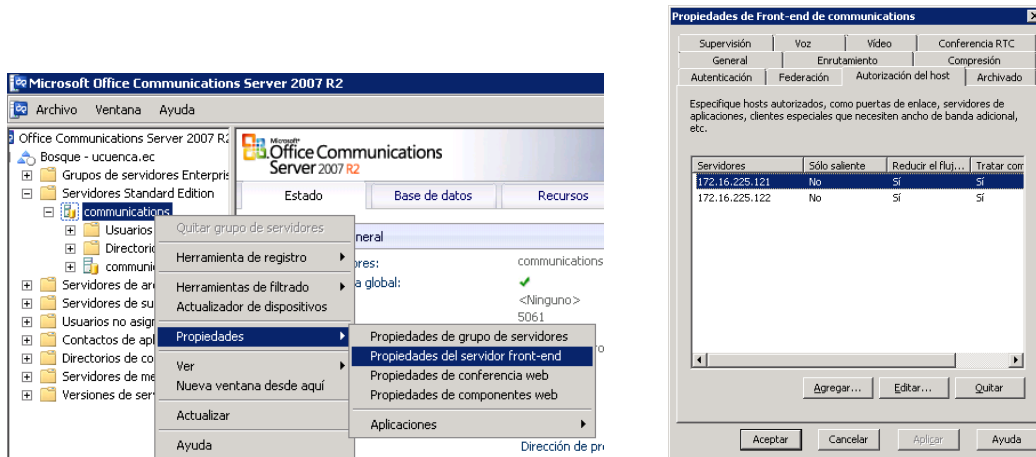 Microsoft Office Communications Server 2007 R2
Archivo Ventana Ayuda
Office Communications Server 2007 R2
Bosque - ucuenca.ec
Grupos de servidores Enterpris
Servidores Standard Edition
communications
Usuarios
Directorio
communic
Servidores de ar
Servidores de su
Usuarios no asign
Contactos de apl
Directorios de co
Servidores de me
Versiones de ser
Microsoft
Office Communications
Server 2007 R2
Estado Base de datos Recursos
neral
ores: communications
a global:
<Ninguno>
5061
Dirección de pr
Quitar grupo de servidores
Herramienta de registro
Herramientas de filtrado
Actualizador de dispositivos
Propiedades
Ver
Nueva ventana desde aquí
Actualizar
Ayuda
Propiedades de grupo de servidores
Propiedades del servidor front-end
Propiedades de conferencia web
Propiedades de componentes web
Aplicaciones
Propiedades de Front-end de communications
Supervisión Voz Vídeo Conferencia RTC
General Enrutamiento Compresión
Autenticación Federación Autorización del host Archivado
Especifique hosts autorizados, como puertas de enlace, servidores de
aplicaciones, clientes especiales que necesiten ancho de banda adicional,
etc.
Servidores Sólo saliente Reducir el fluj... Tratar com
172.16.225.121 No Sí Sí
172.16.225.122 No Sí Sí
Agregar... Editar... Quitar
Aceptar Cancelar Aplicar Ayuda